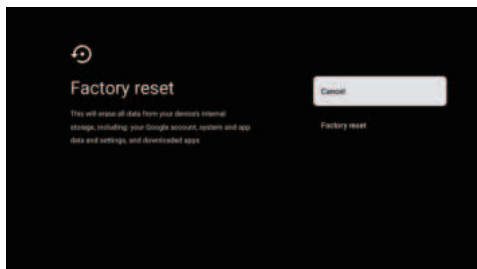 Factory reset
Cancel
This will erase all data from your device's internal
storage, including: your Google account, system and app
data and settings, and downloaded apps
Factory reset